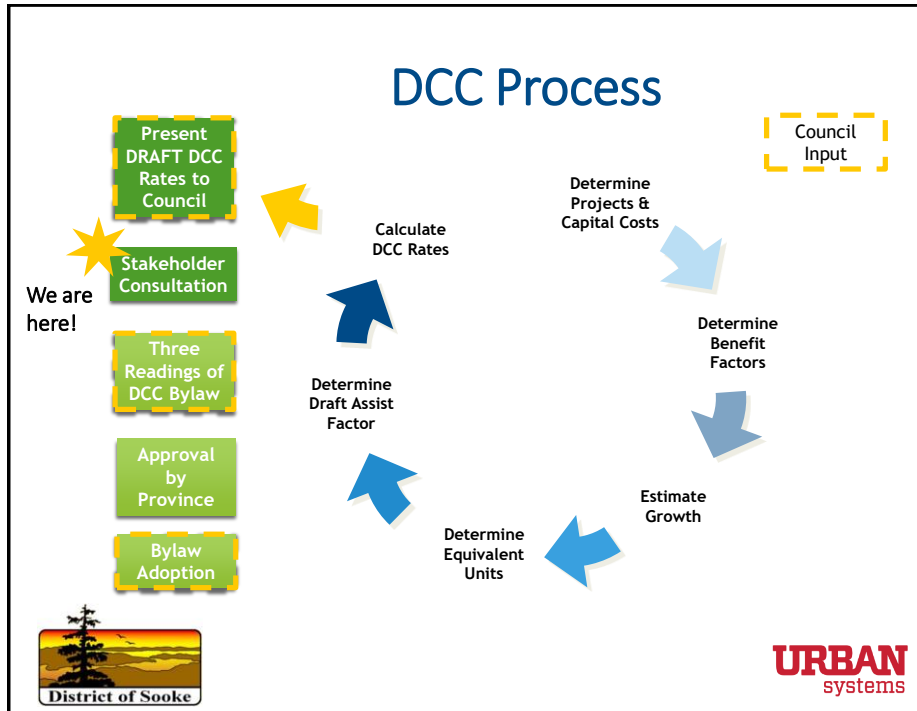 DCC Process
Present
DRAFT DCC
Rates to
Council
Stakeholder
Consultation
We are
here!
Three
Readings of
DCC Bylaw
Approval
by
Province
Bylaw
Adoption
Council
Input
Determine
Projects &
Capital Costs
Determine
Benefit
Factors
Estimate
Growth
Determine
Equivalent
Units
Determine
Draft Assist
Factor
Calculate
DCC Rates
District of Sooke
URBAN
systems